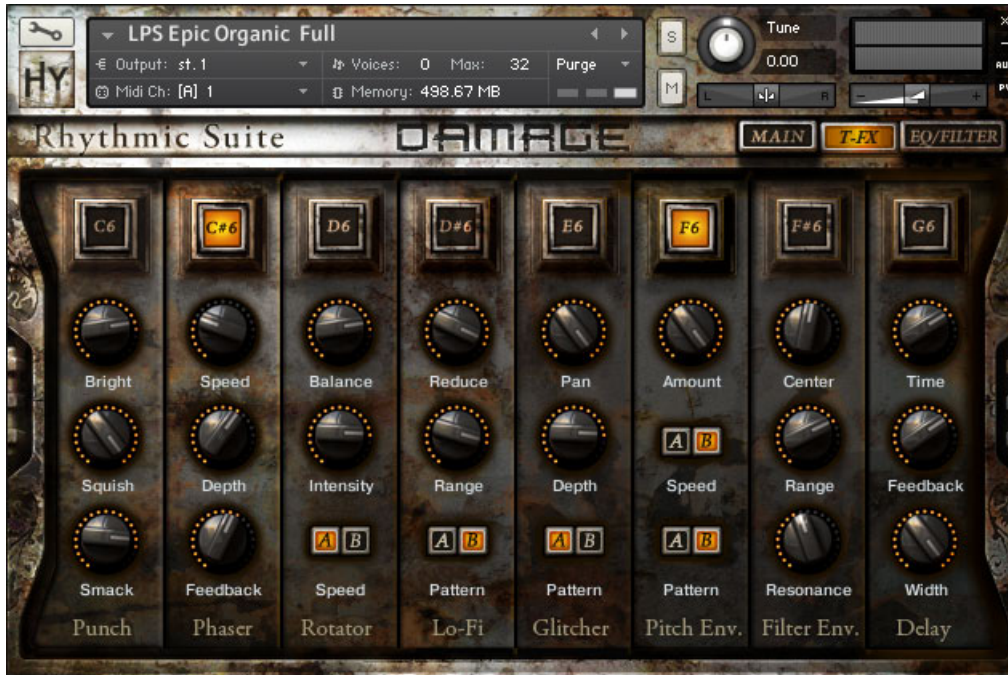 LPS Epic Organic Full
Output: st.1 Voices: 0 Max: 32 Purge
Midi Ch: [A] 1 Memory: 498.67 MB
S
M
Tune
0.00
L R
- +
HY
Rhythmic Suite DAMAGE MAIN T-FX EQ/FILTER
C6 C#6 D6 D#6 E6 F6 F#6 G6
Bright Speed Balance Reduce Pan Amount Center Time
A B
Squish Depth Intensity Range Depth Speed Range Feedback
A B A B A B A B
Smack Feedback Speed Pattern Pattern Pattern Resonance Width
Punch Phaser Rotator Lo-Fi Glitcher Pitch Env. Filter Env. Delay